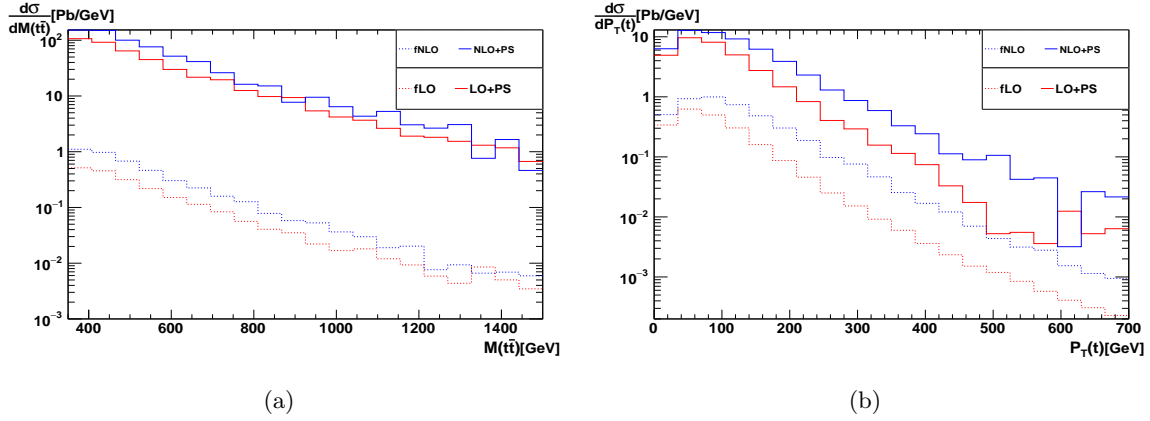 dσ/dM(tt̄) [Pb/GeV]
fNLO NLO+PS
fLO LO+PS
10²
10
1
10⁻¹
10⁻²
10⁻³
400 600 800 1000 1200 1400
M(tt̄)[GeV]
(a)
dσ/dP_T(t) [Pb/GeV]
fNLO NLO+PS
fLO LO+PS
10
1
10⁻¹
10⁻²
10⁻³
0 100 200 300 400 500 600 700
P_T(t)[GeV]
(b)